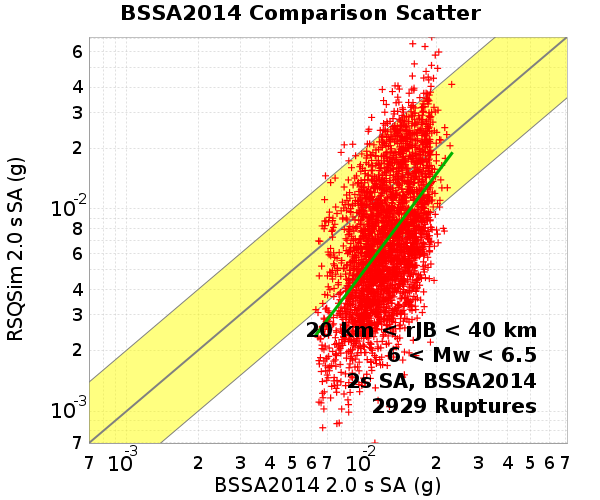 BSSA2014 Comparison Scatter
RSQSim 2.0 s SA (g)
6
4
3
2
10-2
8
6
4
3
2
10-3
7
20 km < rJB < 40 km
6 < Mw < 6.5
2s SA, BSSA2014
2929 Ruptures
7 10-3 2 3 4 5 6 7 10-2 2 3 4 5 6 7
BSSA2014 2.0 s SA (g)